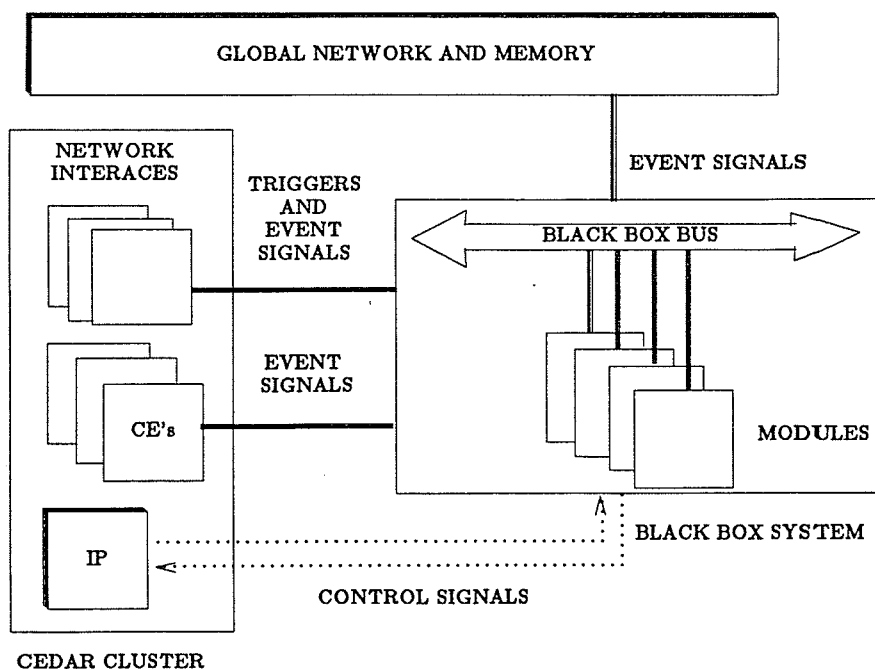 GLOBAL NETWORK AND MEMORY
NETWORK
INTERACES
TRIGGERS
AND
EVENT
SIGNALS
EVENT SIGNALS
BLACK BOX BUS
EVENT
SIGNALS
CE's
MODULES
IP
BLACK BOX SYSTEM
CONTROL SIGNALS
CEDAR CLUSTER